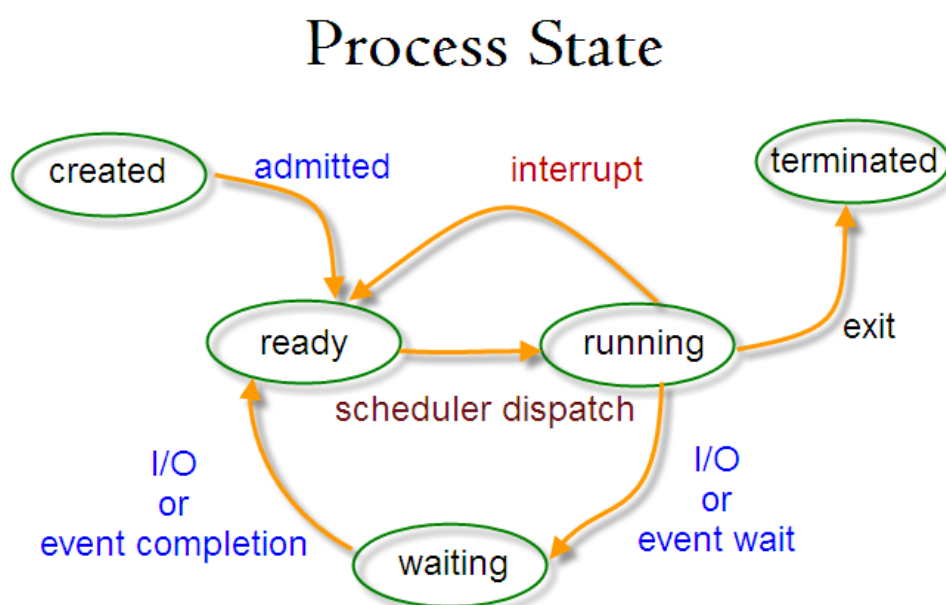 Process State
created
admitted
interrupt
terminated
ready
running
exit
scheduler dispatch
I/O
or
event completion
I/O
or
event wait
waiting